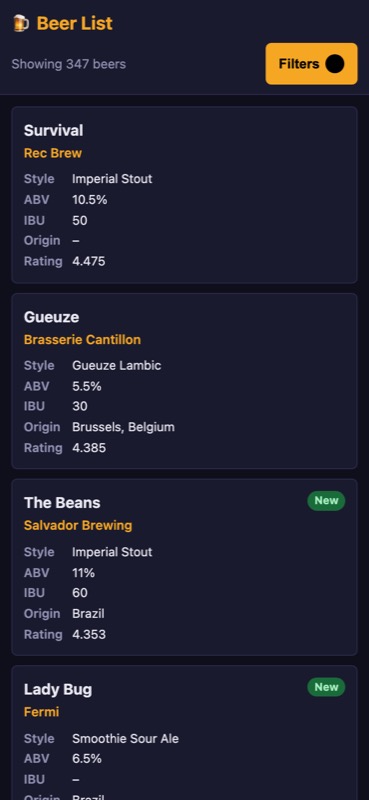 🍺 Beer List
Showing 347 beers
Filters
Survival
Rec Brew
Style Imperial Stout
ABV 10.5%
IBU 50
Origin –
Rating 4.475
Gueuze
Brasserie Cantillon
Style Gueuze Lambic
ABV 5.5%
IBU 30
Origin Brussels, Belgium
Rating 4.385
The Beans New
Salvador Brewing
Style Imperial Stout
ABV 11%
IBU 60
Origin Brazil
Rating 4.353
Lady Bug New
Fermi
Style Smoothie Sour Ale
ABV 6.5%
IBU –
Origin Brazil